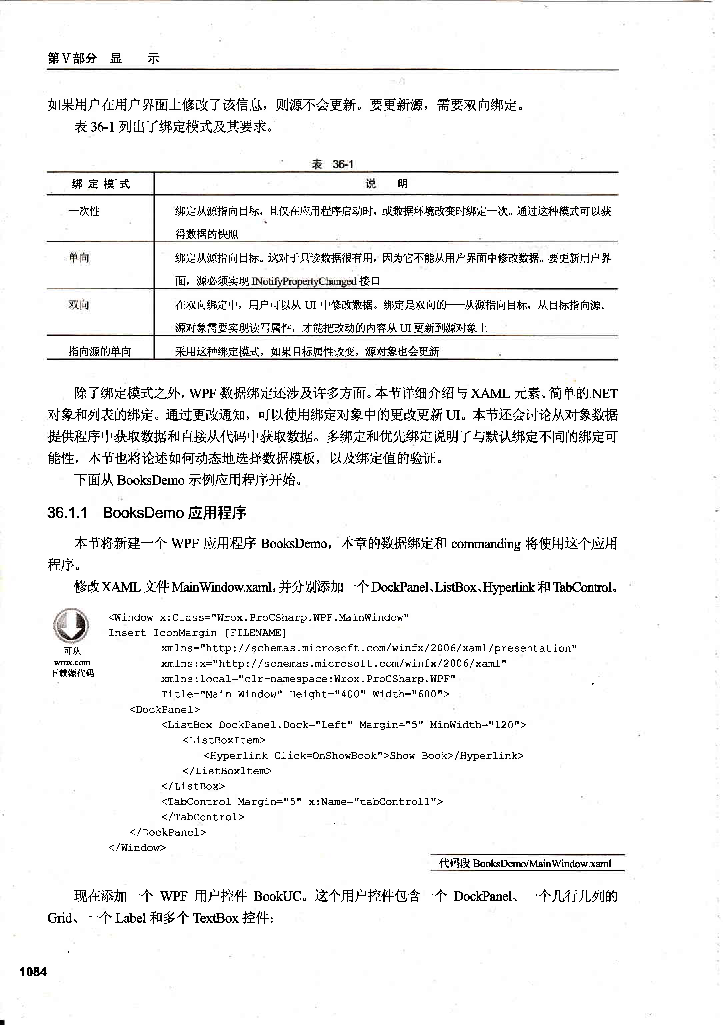 第Ⅴ部分 显 示
如果用户在用户界面上修改了该信息，则源不会更新。要更新源，需要双向绑定。
表 36-1 列出了绑定模式及其要求。
表 36-1
绑 定 模 式 说 明
一次性 绑定从源指向目标，且仅在应用程序启动时，或数据环境改变时绑定一次。通过这种模式可以获
得数据的快照
单向 绑定从源指向目标。这对于只读数据很有用，因为它不能从用户界面中修改数据。要更新用户界
面，源必须实现 INotifyPropertyChanged 接口
双向 在双向绑定中，用户可以从 UI 中修改数据。绑定是双向的——从源指向目标，从目标指向源。
源对象需要实现读写属性，才能把改动的内容从 UI 更新到源对象上
指向源的单向 采用这种绑定模式，如果目标属性改变，源对象也会更新
除了绑定模式之外，WPF 数据绑定还涉及许多方面。本节详细介绍与 XAML 元素、简单的.NET
对象和列表的绑定。通过更改通知，可以使用绑定对象中的更改更新 UI。本节还会讨论从对象数据
提供程序中获取数据和直接从代码中获取数据。多绑定和优先绑定说明了与默认绑定不同的绑定可
能性，本节也将论述如何动态地选择数据模板，以及绑定值的验证。
下面从 BooksDemo 示例应用程序开始。
36.1.1 BooksDemo 应用程序
本节将新建一个 WPF 应用程序 BooksDemo，本章的数据绑定和 commanding 将使用这个应用
程序。
修改 XAML 文件 MainWindow.xaml，并分别添加一个 DockPanel、ListBox、Hyperlink 和 TabControl。
可从
wrox.com
下载源代码
<Window x:Class="Wrox.ProCSharp.WPF.MainWindow"
Insert IconMargin [FILENAME]
xmlns="http://schemas.microsoft.com/winfx/2006/xaml/presentation"
xmlns:x="http://schemas.microsoft.com/winfx/2006/xaml"
xmlns:local="clr-namespace:Wrox.ProCSharp.WPF"
Title="Main Window" Height="400" Width="600">
<DockPanel>
<ListBox DockPanel.Dock="Left" Margin="5" MinWidth="120">
<ListBoxItem>
<Hyperlink Click=OnShowBook">Show Book>/Hyperlink>
</ListBoxItem>
</ListBox>
<TabControl Margin="5" x:Name="tabControl1">
</TabControl>
</DockPanel>
</Window>
代码段 BooksDemo/MainWindow.xaml
现在添加一个 WPF 用户控件 BookUC。这个用户控件包含一个 DockPanel、一个几行几列的
Grid、一个 Label 和多个 TextBox 控件：
1084